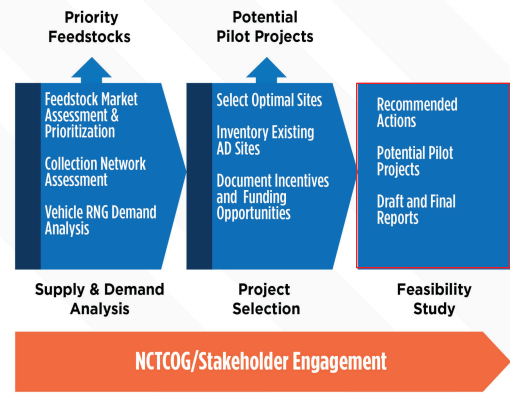 Priority
Feedstocks
Potential
Pilot Projects
Feedstock Market
Assessment &
Prioritization
Collection Network
Assessment
Vehicle RNG Demand
Analysis
Select Optimal Sites
Inventory Existing
AD Sites
Document Incentives
and Funding
Opportunities
Recommended
Actions
Potential Pilot
Projects
Draft and Final
Reports
Supply & Demand
Analysis
Project
Selection
Feasibility
Study
NCTCOG/Stakeholder Engagement